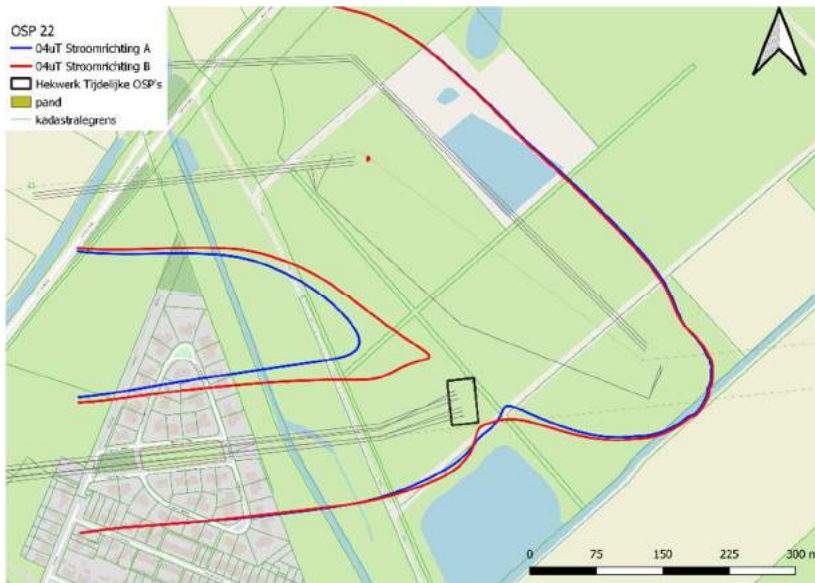 OSP 22
04uT Stroomrichting A
04uT Stroomrichting B
Hekwerk Tijdelijke OSP's
pand
kadastralegrens
0 75 150 225 300 m